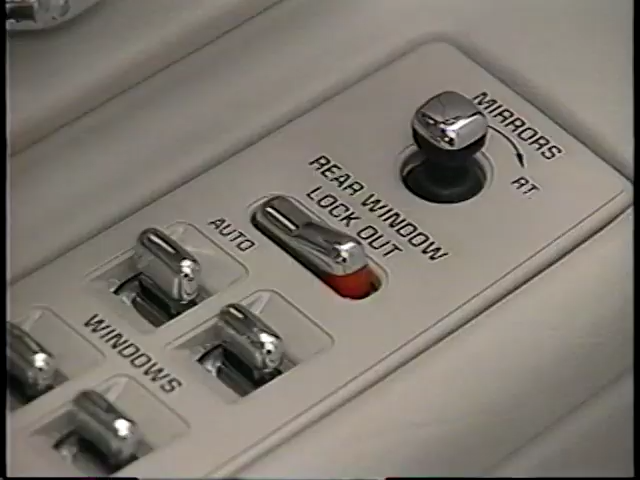 MIRRORS
RT.
REAR WINDOW
LOCK OUT
AUTO
WINDOWS